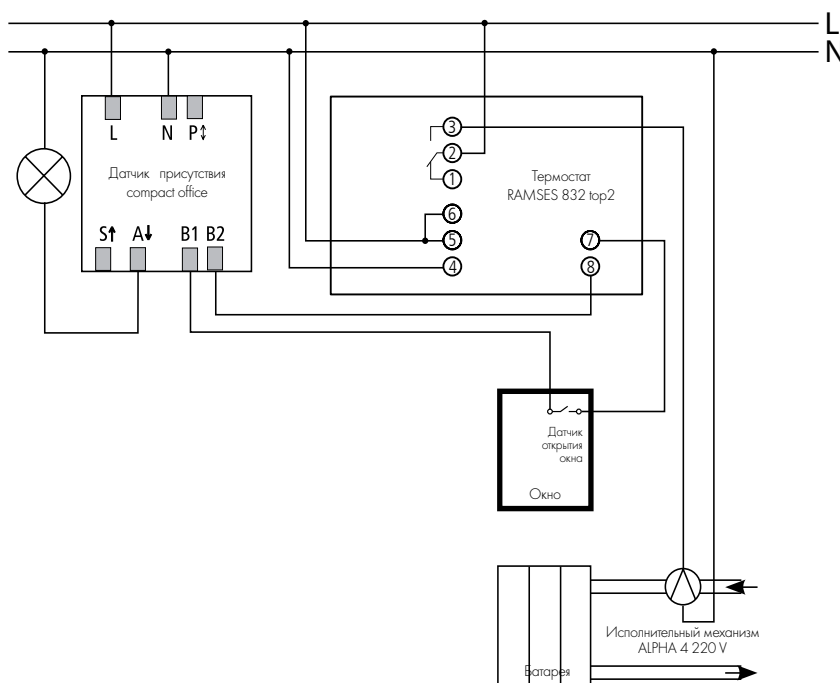 L
N
L N P↕
Датчик присутствия
compact office
S↑ A↓ B1 B2
3
2
1
6
5
4
7
8
Термостат
RAMSES 832 top2
Датчик
открытия
окна
Окно
Исполнительный механизм
ALPHA 4 220 V
Батарея